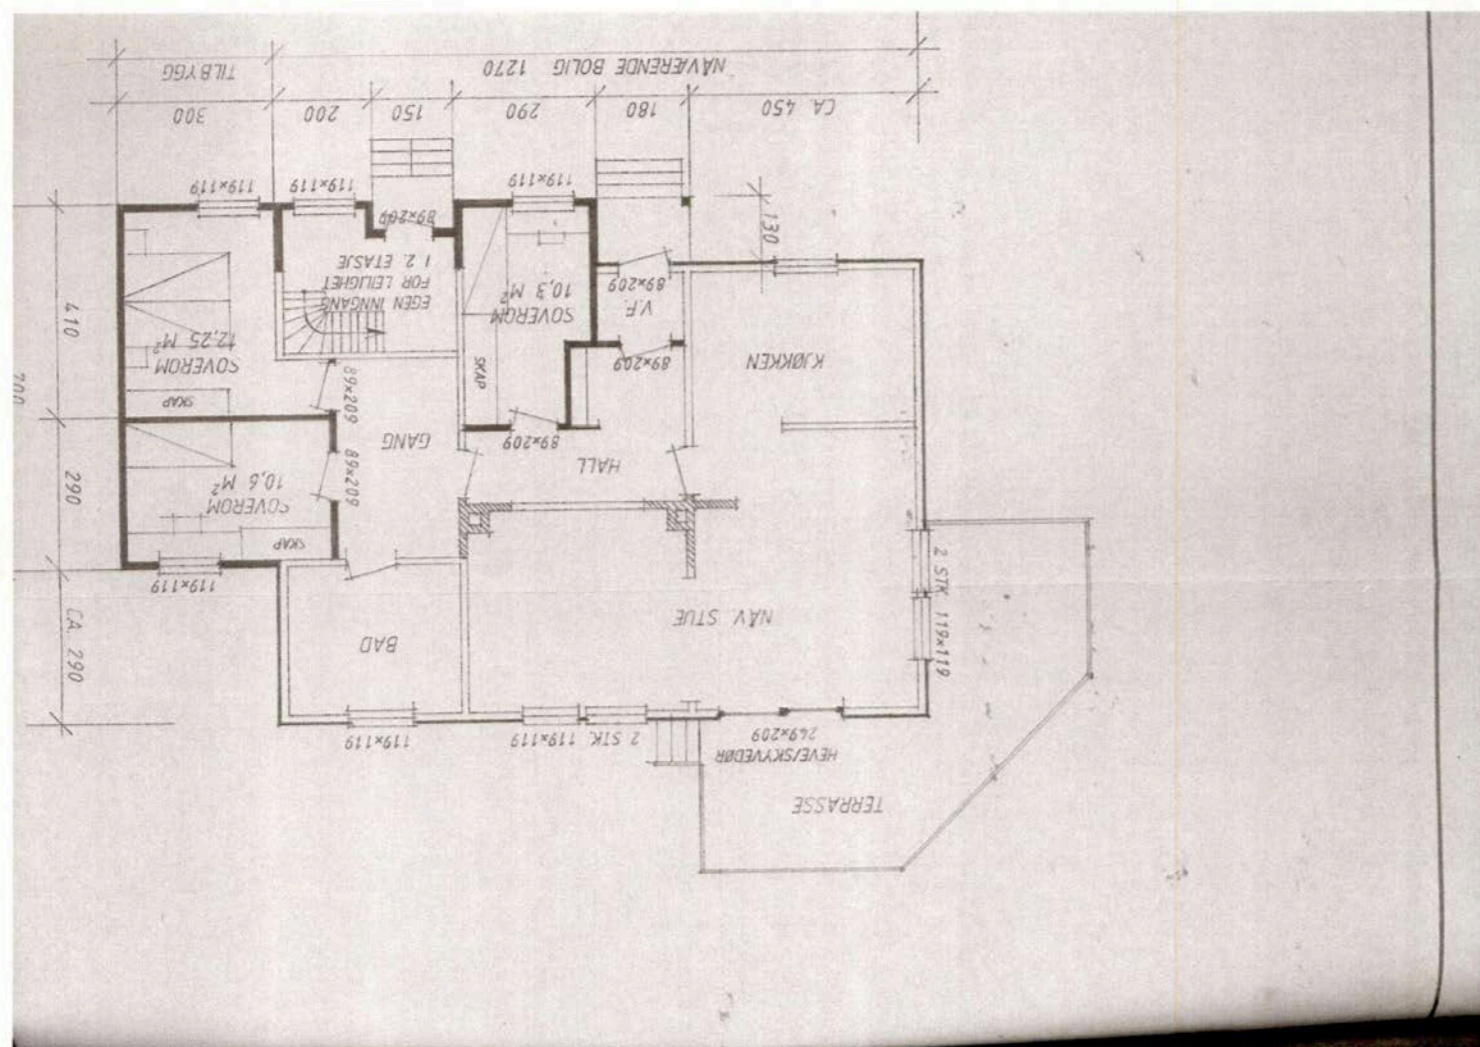 TERRASSE
HEVE/SKYVEDØR
249×209
2 STK. 119×119
119×119
2 STK. 119×119
NÅV. STUE
BAD
CA. 290
119×119
SKAP
SOVEROM
10,6 M²
89×209
290
HALL
GANG
89×209
89×209
SKAP
SKAP
KJØKKEN
89×209
V.F.
89×209
SOVEROM
10,3 M²
EGEN INNGANG
FOR LEILIGHET
I 2. ETASJE
SOVEROM
12,25 M²
410
700
130
89×209
119×119
119×119
119×119
CA. 450
180
290
150
200
300
NÅVÆRENDE BOLIG 1270
TILBYGG